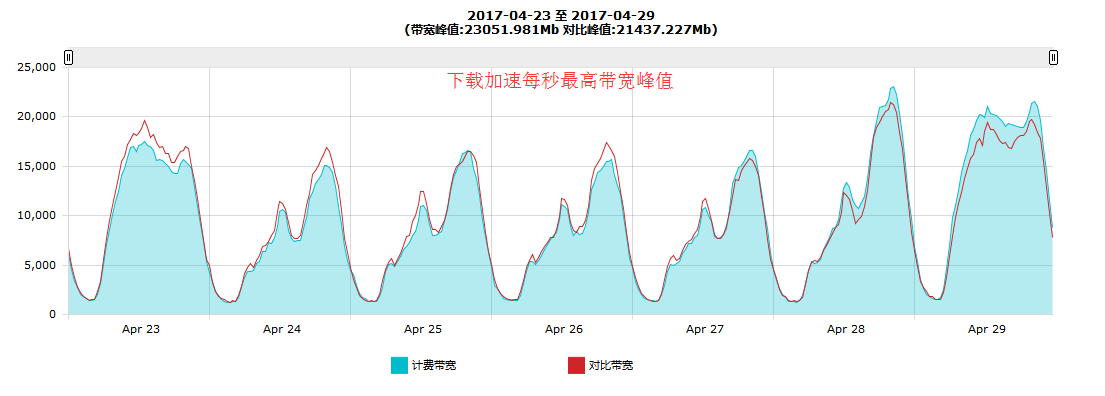 2017-04-23 至 2017-04-29
(带宽峰值:23051.981Mb 对比峰值:21437.227Mb)
下载加速每秒最高带宽峰值
25,000
20,000
15,000
10,000
5,000
0
Apr 23 Apr 24 Apr 25 Apr 26 Apr 27 Apr 28 Apr 29
计费带宽 对比带宽